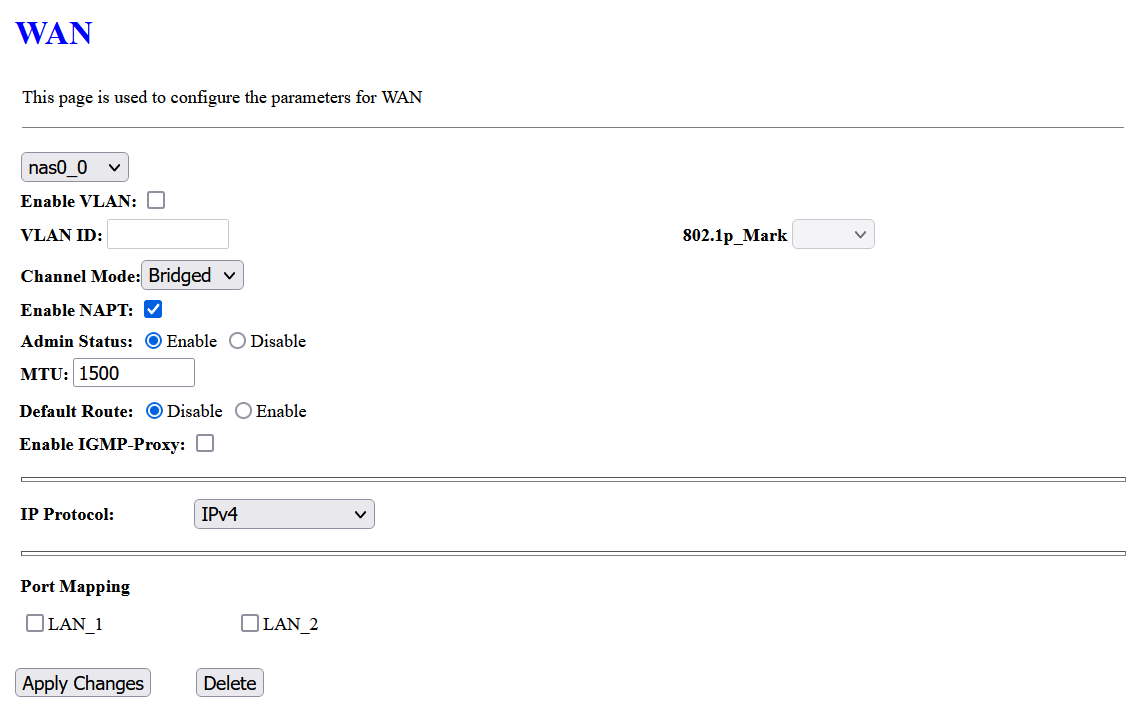 WAN
This page is used to configure the parameters for WAN
nas0_0
Enable VLAN:
VLAN ID: 802.1p_Mark
Channel Mode: Bridged
Enable NAPT:
Admin Status: Enable Disable
MTU: 1500
Default Route: Disable Enable
Enable IGMP-Proxy:
IP Protocol: IPv4
Port Mapping
LAN_1 LAN_2
Apply Changes Delete